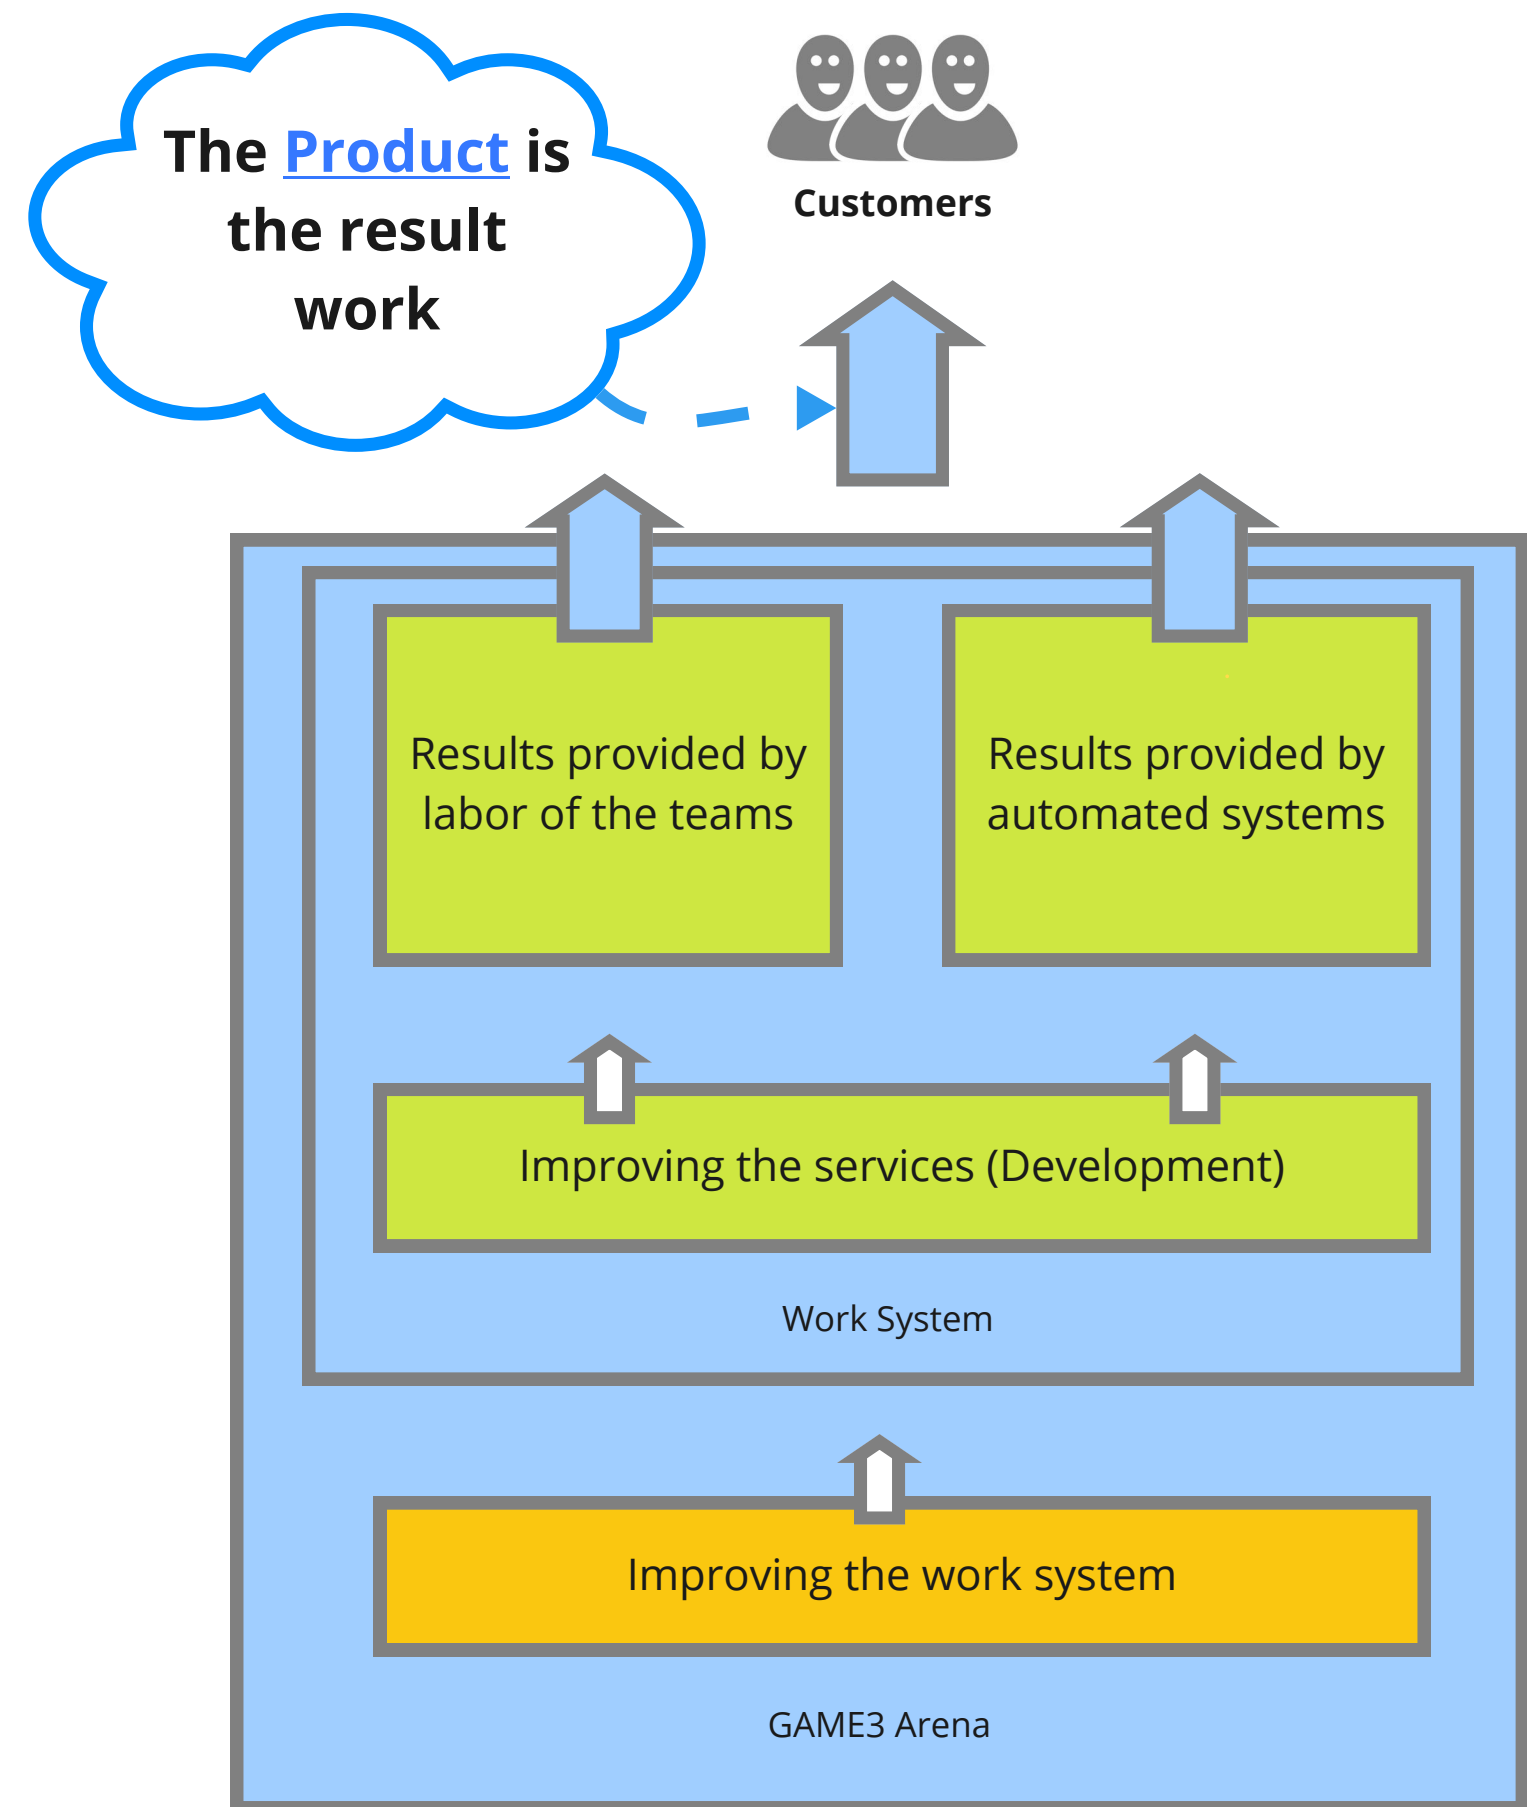 The Product is
the result
work
Customers
Results provided by
labor of the teams
Results provided by
automated systems
Improving the services (Development)
Work System
Improving the work system
GAME3 Arena